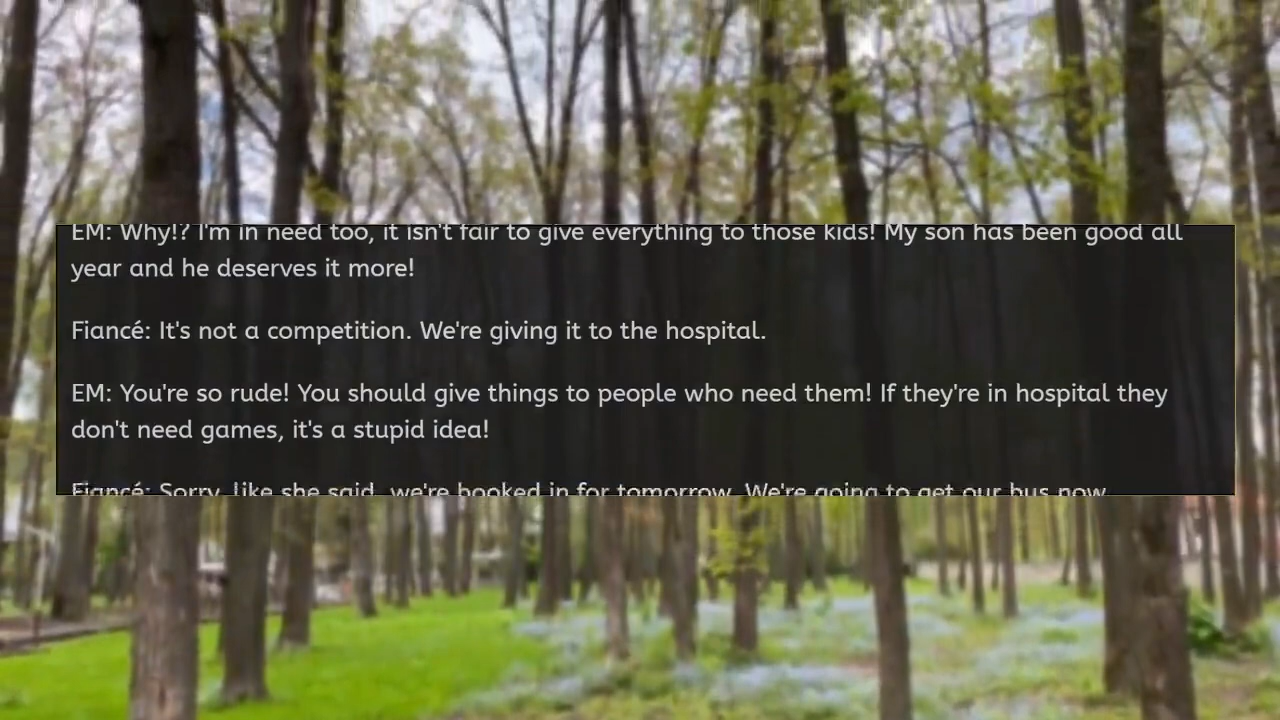 EM: Why!? I'm in need too, it isn't fair to give everything to those kids! My son has been good all
year and he deserves it more!
Fiancé: It's not a competition. We're giving it to the hospital.
EM: You're so rude! You should give things to people who need them! If they're in hospital they
don't need games, it's a stupid idea!
Fiancé: Sorry, like she said, we're booked in for tomorrow. We're going to get our bus now.